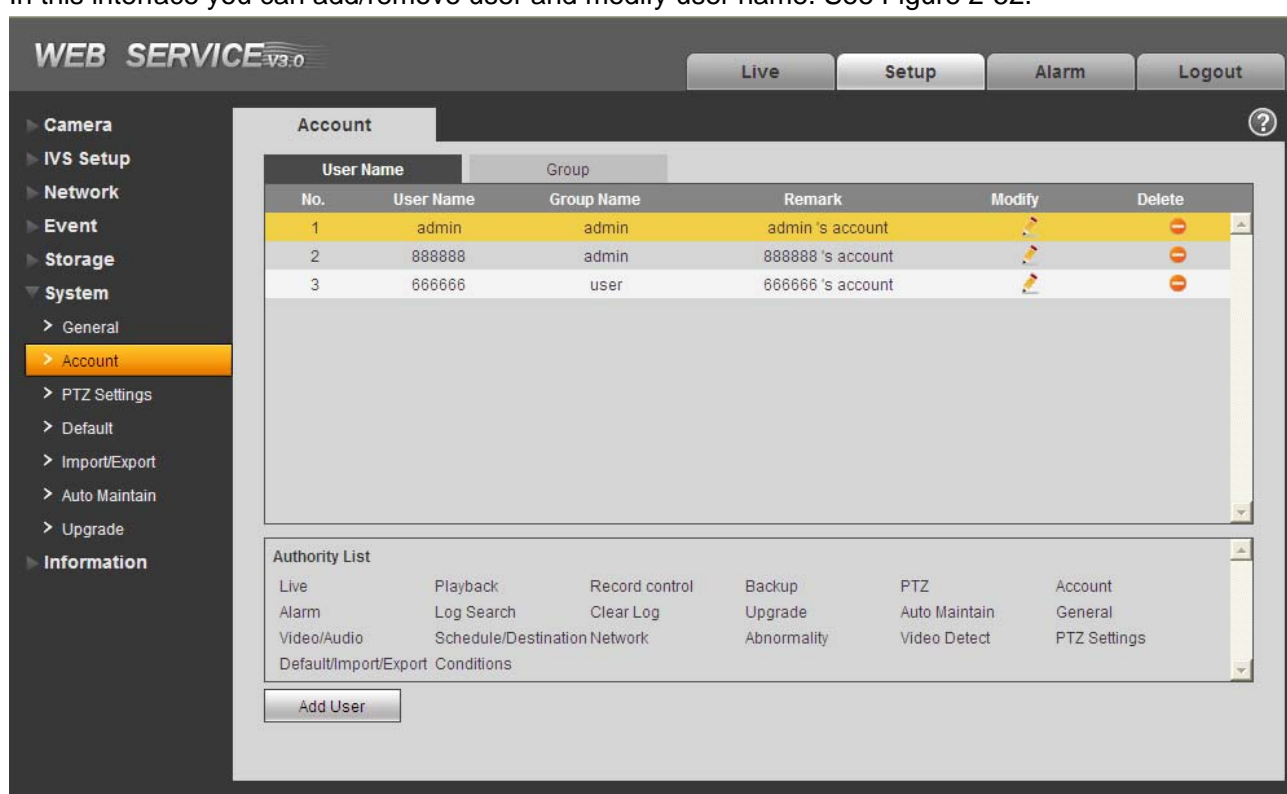 In this interface you can add/remove user and modify user name. See Figure 2-82.
WEB SERVICE V3.0
Live Setup Alarm Logout
Camera
IVS Setup
Network
Event
Storage
System
General
Account
PTZ Settings
Default
Import/Export
Auto Maintain
Upgrade
Information
Account
?
User Name Group
No. User Name Group Name Remark Modify Delete
1 admin admin admin 's account
2 888888 admin 888888 's account
3 666666 user 666666 's account
Authority List
Live Playback Record control Backup PTZ Account
Alarm Log Search Clear Log Upgrade Auto Maintain General
Video/Audio Schedule/Destination Network Abnormality Video Detect PTZ Settings
Default/Import/Export Conditions
Add User